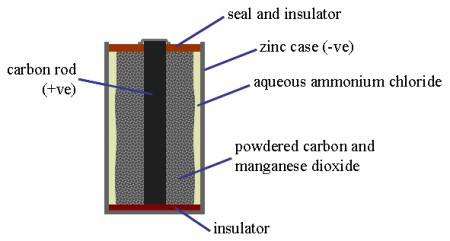 seal and insulator
zinc case (-ve)
carbon rod
(+ve)
aqueous ammonium chloride
powdered carbon and
manganese dioxide
insulator